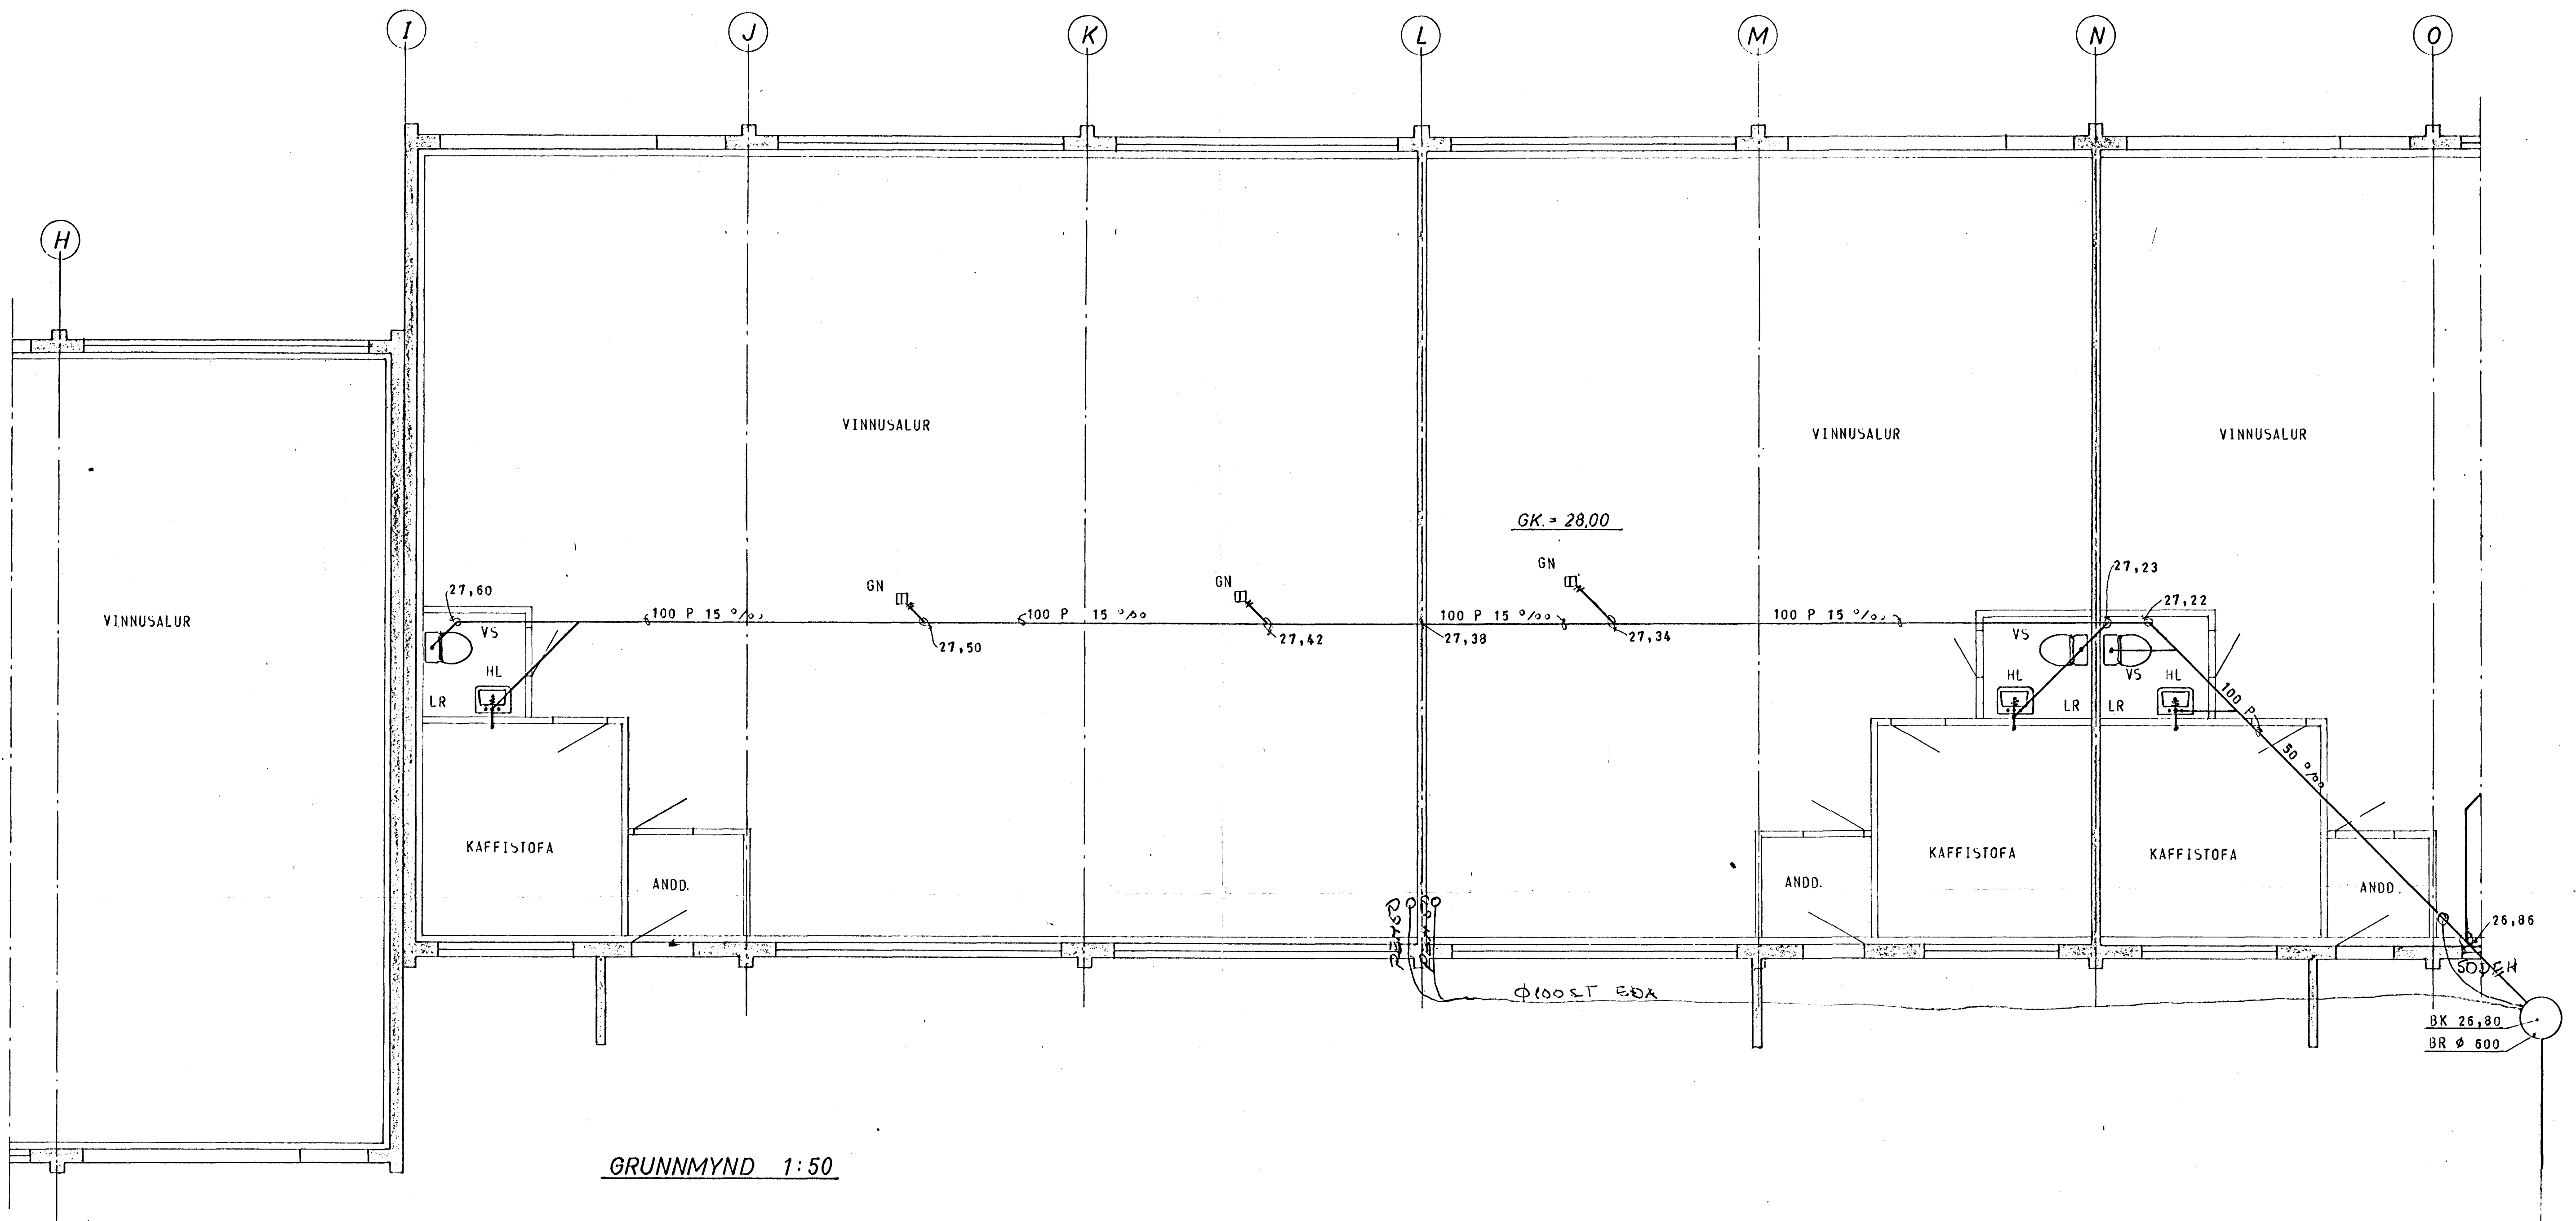 I
J
K
L
M
N
O
H
VINNUSALUR
VINNUSALUR
VINNUSALUR
VINNUSALUR
GK. = 28,00
GN
GN
GN
27,60
100 P 15 ‰
27,50
100 P 15 ‰
27,42
100 P 15 ‰
27,38
27,34
100 P 15 ‰
27,23
27,22
VS
HL
LR
VS
HL
LR
VS
HL
LR
100 P
50 ‰
KAFFISTOFA
ANDD.
ANDD.
KAFFISTOFA
KAFFISTOFA
ANDD.
26,86
Φ100 ST EÐA
BK 26,80
BR ϕ 600
GRUNNMYND 1:50